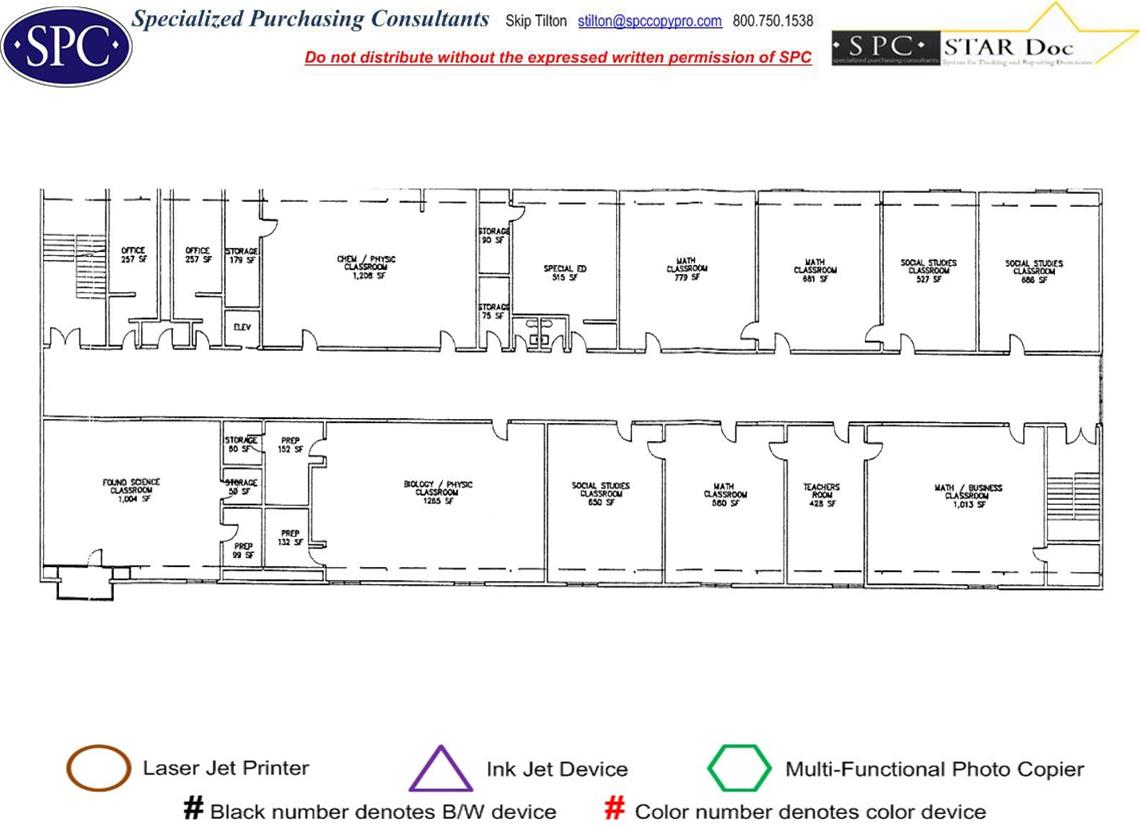 SPC
Specialized Purchasing Consultants Skip Tilton stilton@spccopypro.com 800.750.1538
Do not distribute without the expressed written permission of SPC
SPC STAR Doc
specialized purchasing consultants System for Tracking and Reporting Documents
OFFICE
257 SF
OFFICE
257 SF
STORAGE
179 SF
ELEV
CHEM / PHYSIC
CLASSROOM
1,208 SF
STORAGE
90 SF
STORAGE
75 SF
SPECIAL ED
515 SF
MATH
CLASSROOM
779 SF
MATH
CLASSROOM
681 SF
SOCIAL STUDIES
CLASSROOM
527 SF
SOCIAL STUDIES
CLASSROOM
686 SF
FOUND SCIENCE
CLASSROOM
1,004 SF
STORAGE
60 SF
STORAGE
50 SF
PREP
99 SF
PREP
152 SF
PREP
132 SF
BIOLOGY / PHYSIC
CLASSROOM
1265 SF
SOCIAL STUDIES
CLASSROOM
650 SF
MATH
CLASSROOM
560 SF
TEACHERS
ROOM
428 SF
MATH / BUSINESS
CLASSROOM
1,013 SF
Laser Jet Printer
Ink Jet Device
Multi-Functional Photo Copier
# Black number denotes B/W device
# Color number denotes color device